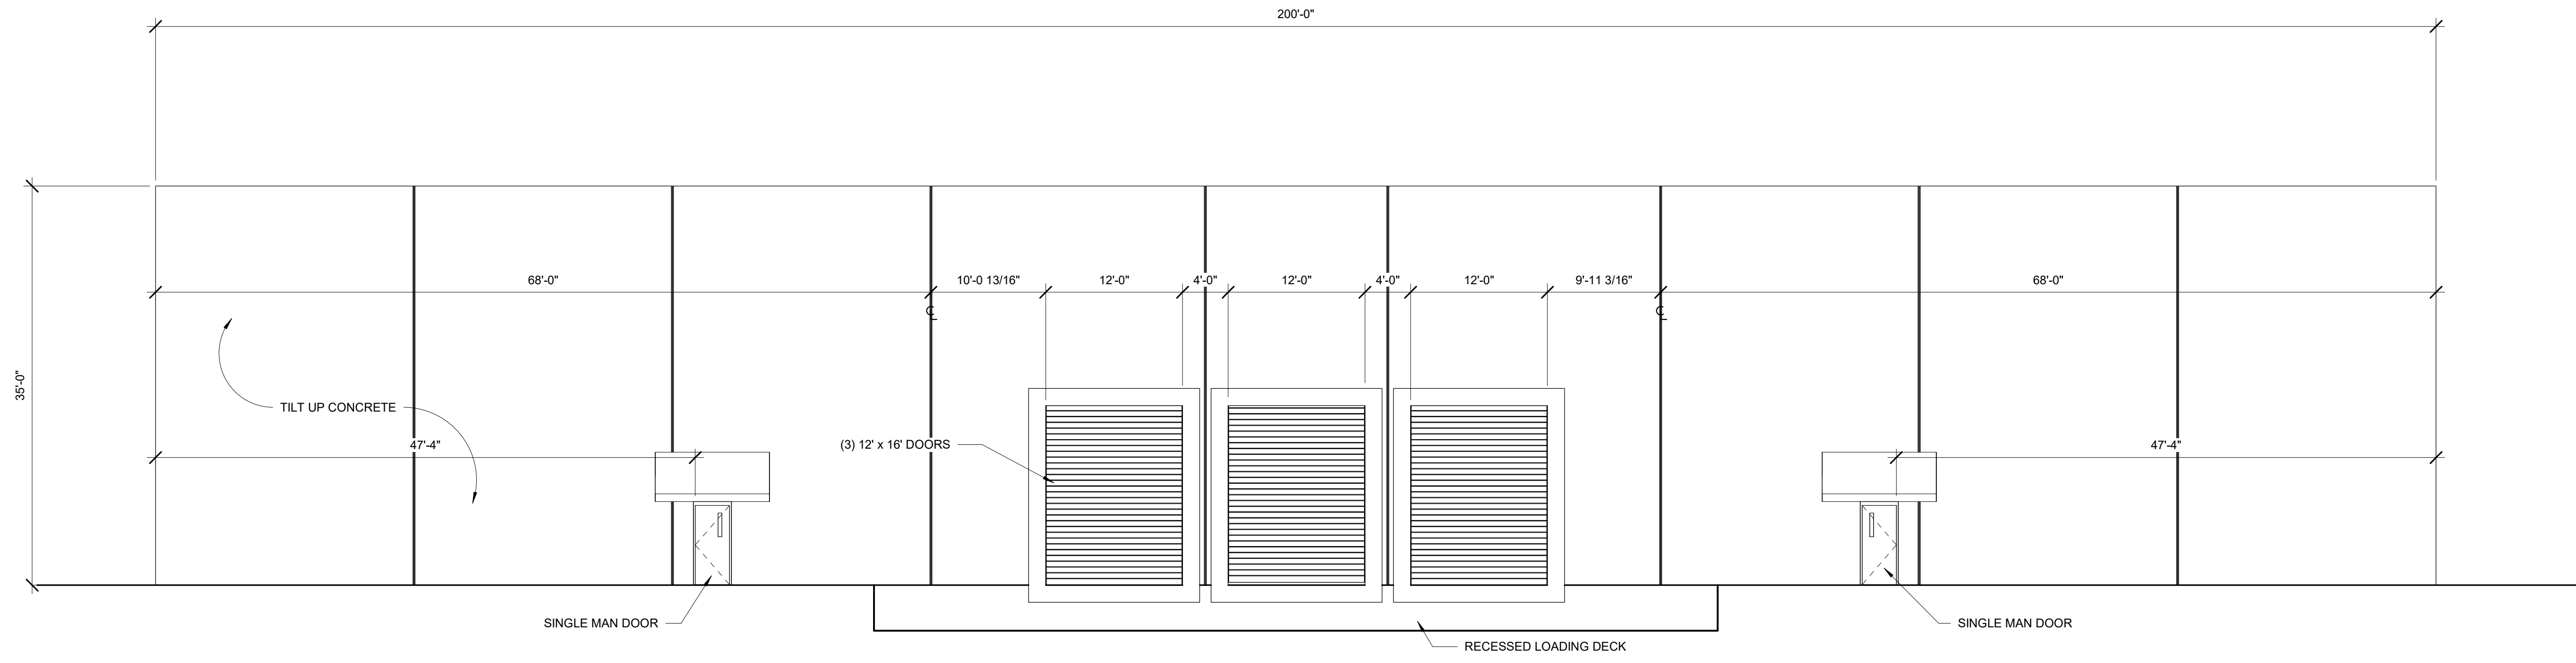 200'-0"
68'-0"
10'-0 13/16"
12'-0"
4'-0"
12'-0"
4'-0"
12'-0"
9'-11 3/16"
68'-0"
CL
CL
35'-0"
TILT UP CONCRETE
47'-4"
(3) 12' x 16' DOORS
47'-4"
SINGLE MAN DOOR
SINGLE MAN DOOR
RECESSED LOADING DECK